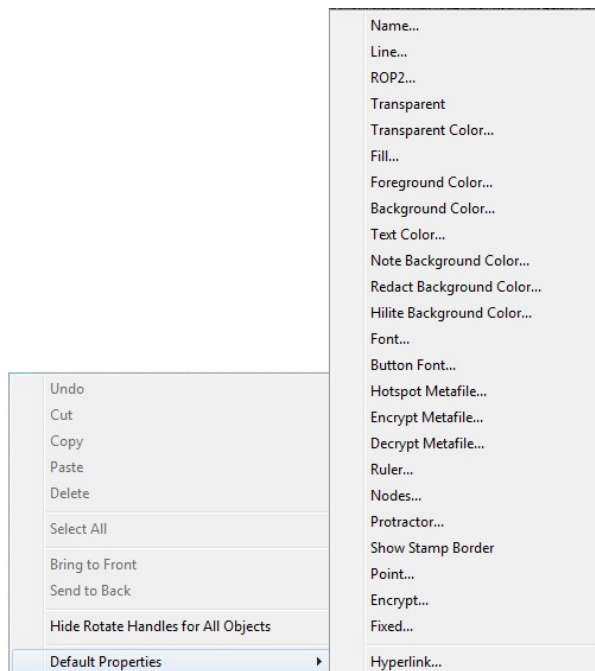 Undo
Cut
Copy
Paste
Delete
Select All
Bring to Front
Send to Back
Hide Rotate Handles for All Objects
Default Properties
Name...
Line...
ROP2...
Transparent
Transparent Color...
Fill...
Foreground Color...
Background Color...
Text Color...
Note Background Color...
Redact Background Color...
Hilite Background Color...
Font...
Button Font...
Hotspot Metafile...
Encrypt Metafile...
Decrypt Metafile...
Ruler...
Nodes...
Protractor...
Show Stamp Border
Point...
Encrypt...
Fixed...
Hyperlink...